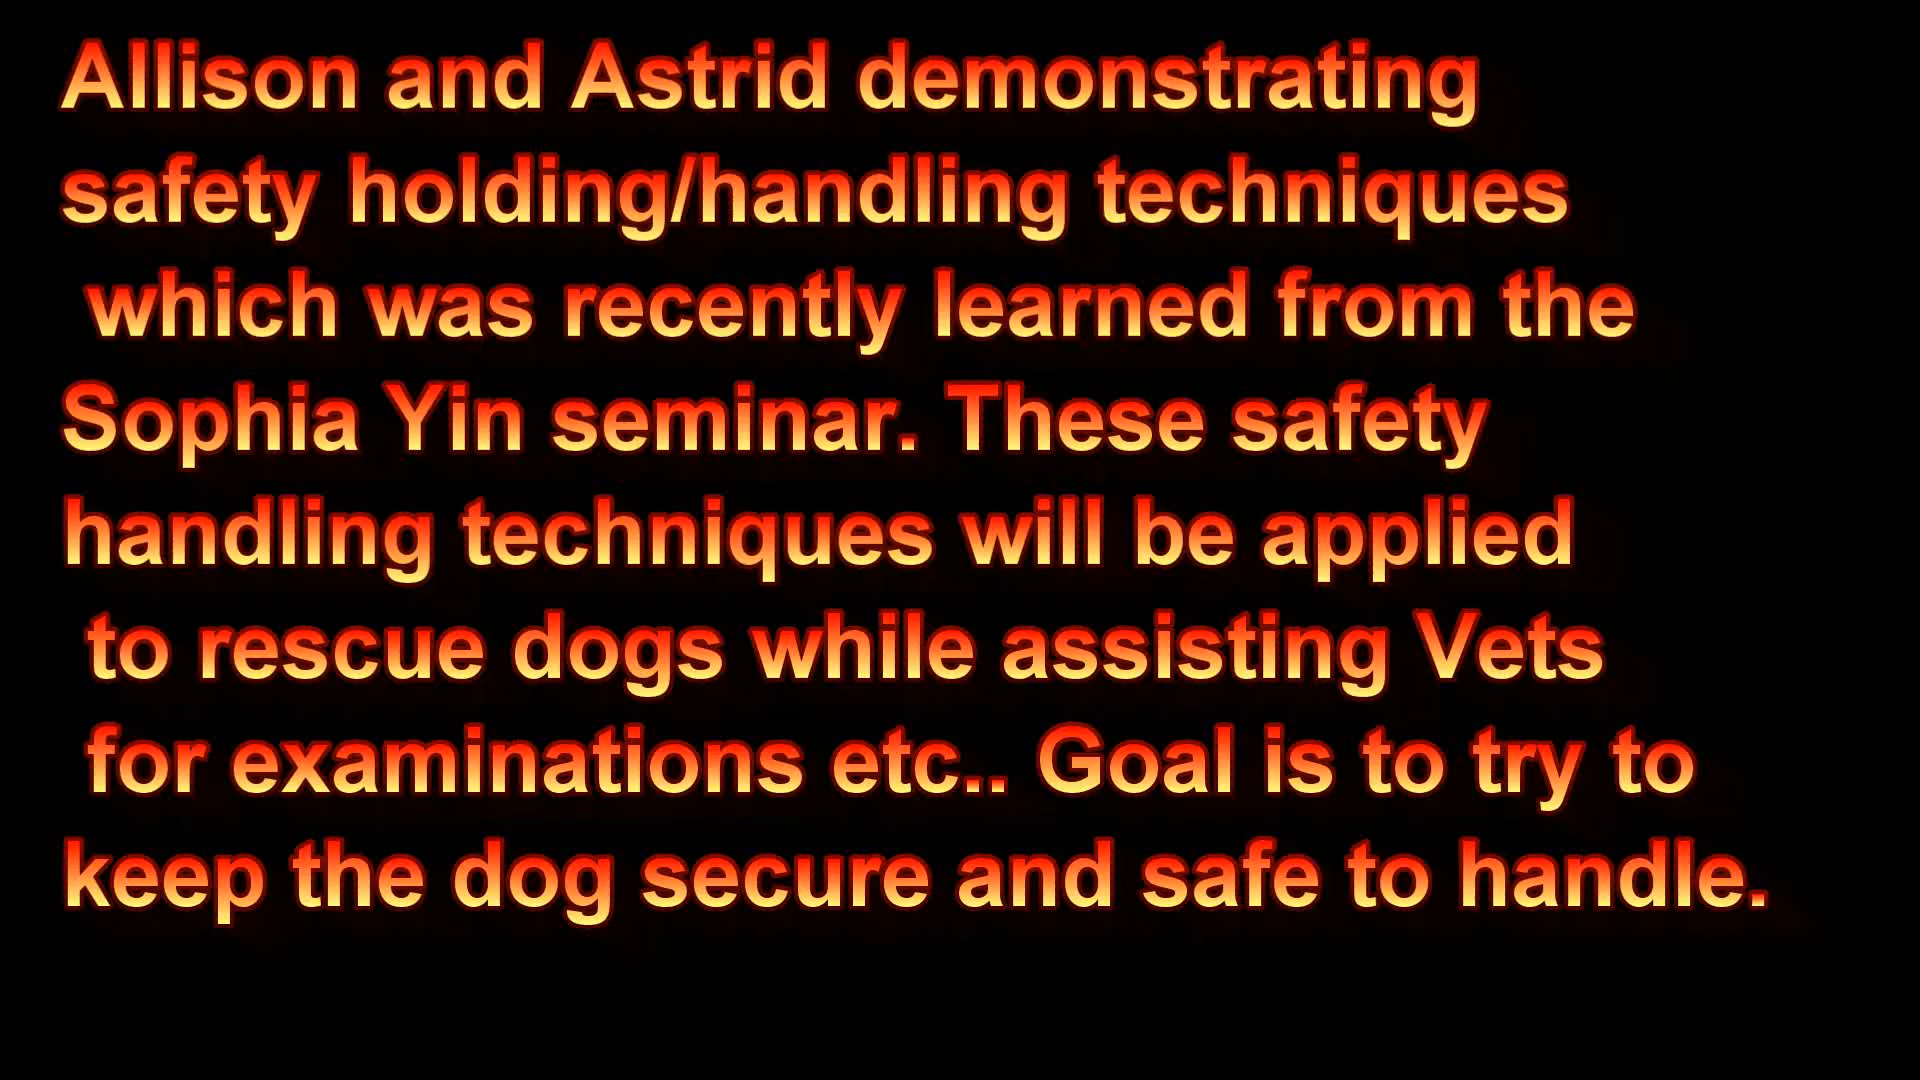 Allison and Astrid demonstrating
safety holding/handling techniques
which was recently learned from the
Sophia Yin seminar. These safety
handling techniques will be applied
to rescue dogs while assisting Vets
for examinations etc.. Goal is to try to
keep the dog secure and safe to handle.